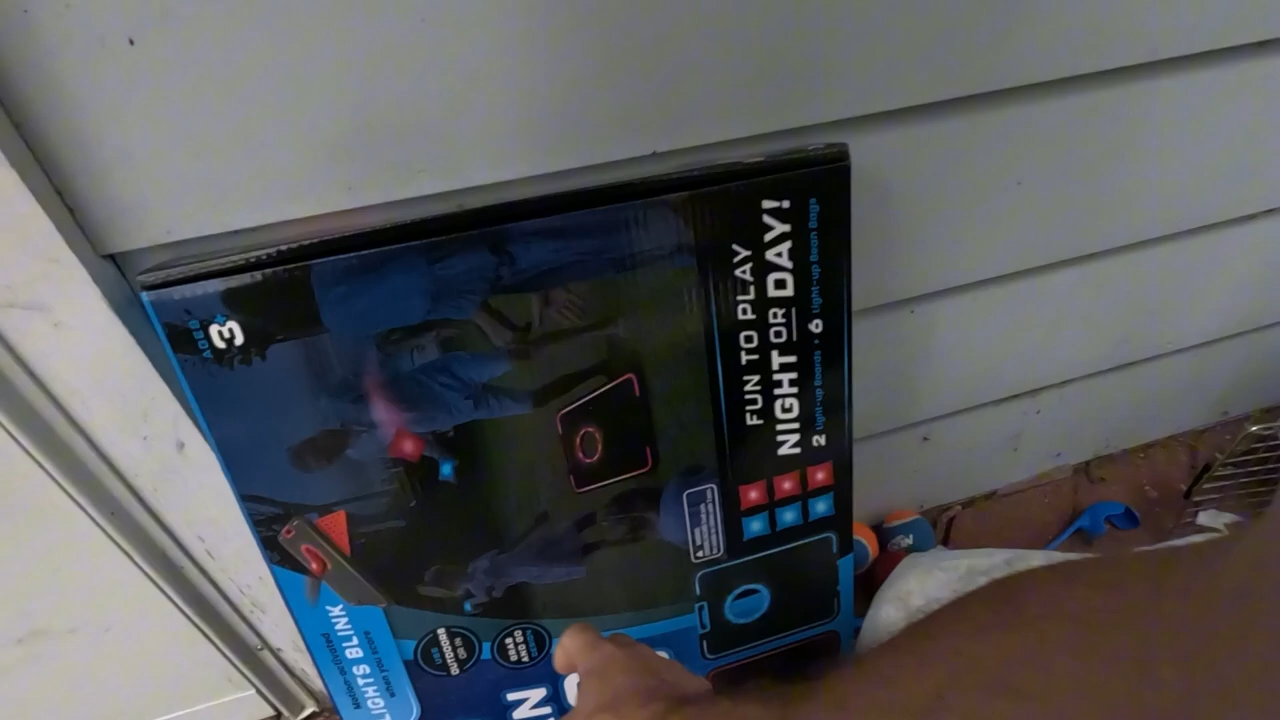 AGES
3+
Motion-activated
LIGHTS BLINK
when you score
USE
OUTDOORS
OR IN
GRAB
AND GO
DESIGN
FUN TO PLAY
NIGHT OR DAY!
2 Light-up Boards • 6 Light-up Bean Bags